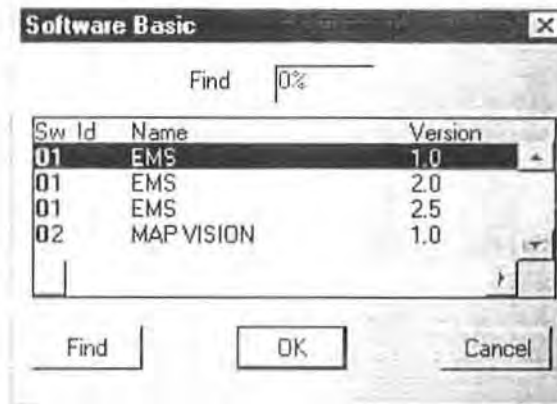 Software Basic
Find 0%
Sw Id Name Version
01 EMS 1.0
01 EMS 2.0
01 EMS 2.5
02 MAP VISION 1.0
Find OK Cancel